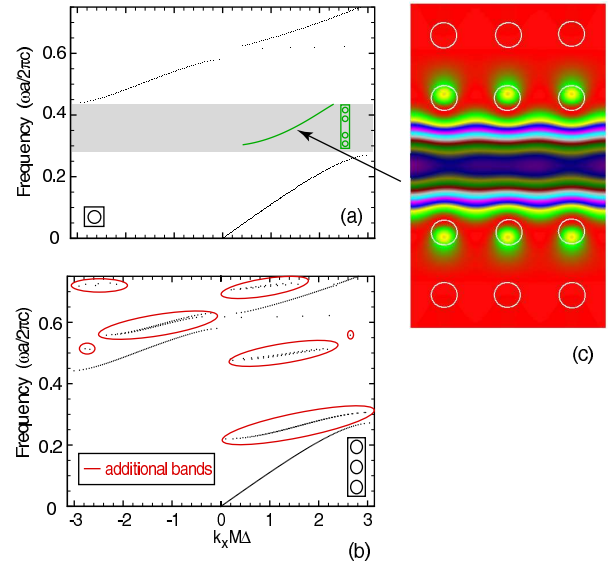 0.6
0.4
0.2
0
Frequency (ωa/2πc)
(a)
0.6
0.4
0.2
0
Frequency (ωa/2πc)
additional bands
-3 -2 -1 0 1 2 3
kₓMΔ
(b)
(c)